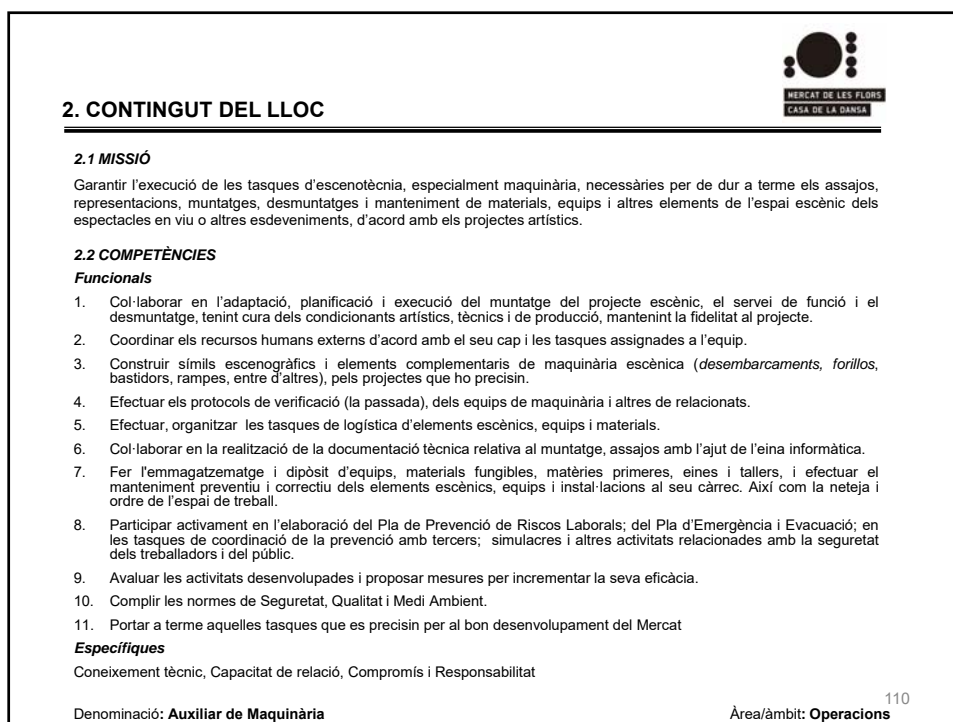 MERCAT DE LES FLORS
CASA DE LA DANSA
2. CONTINGUT DEL LLOC
2.1 MISSIÓ
Garantir l’execució de les tasques d’escenotècnia, especialment maquinària, necessàries per de dur a terme els assajos,
representacions, muntatges, desmuntatges i manteniment de materials, equips i altres elements de l’espai escènic dels
espectacles en viu o altres esdeveniments, d’acord amb els projectes artístics.
2.2 COMPETÈNCIES
Funcionals
1. Col·laborar en l’adaptació, planificació i execució del muntatge del projecte escènic, el servei de funció i el
desmuntatge, tenint cura dels condicionants artístics, tècnics i de producció, mantenint la fidelitat al projecte.
2. Coordinar els recursos humans externs d’acord amb el seu cap i les tasques assignades a l’equip.
3. Construir símils escenogràfics i elements complementaris de maquinària escènica (desembarcaments, forillos,
bastidors, rampes, entre d’altres), pels projectes que ho precisin.
4. Efectuar els protocols de verificació (la passada), dels equips de maquinària i altres de relacionats.
5. Efectuar, organitzar les tasques de logística d’elements escènics, equips i materials.
6. Col·laborar en la realització de la documentació tècnica relativa al muntatge, assajos amb l’ajut de l’eina informàtica.
7. Fer l'emmagatzematge i dipòsit d’equips, materials fungibles, matèries primeres, eines i tallers, i efectuar el
manteniment preventiu i correctiu dels elements escènics, equips i instal·lacions al seu càrrec. Així com la neteja i
ordre de l’espai de treball.
8. Participar activament en l’elaboració del Pla de Prevenció de Riscos Laborals; del Pla d’Emergència i Evacuació; en
les tasques de coordinació de la prevenció amb tercers; simulacres i altres activitats relacionades amb la seguretat
dels treballadors i del públic.
9. Avaluar les activitats desenvolupades i proposar mesures per incrementar la seva eficàcia.
10. Complir les normes de Seguretat, Qualitat i Medi Ambient.
11. Portar a terme aquelles tasques que es precisin per al bon desenvolupament del Mercat
Específiques
Coneixement tècnic, Capacitat de relació, Compromís i Responsabilitat
110
Denominació: Auxiliar de Maquinària Àrea/àmbit: Operacions